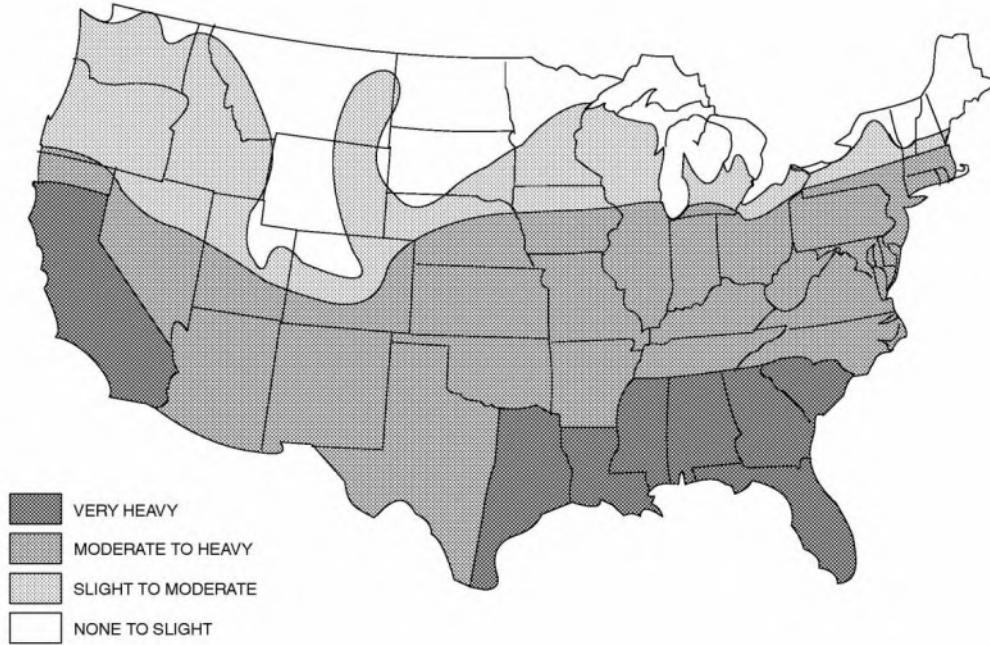 VERY HEAVY
MODERATE TO HEAVY
SLIGHT TO MODERATE
NONE TO SLIGHT